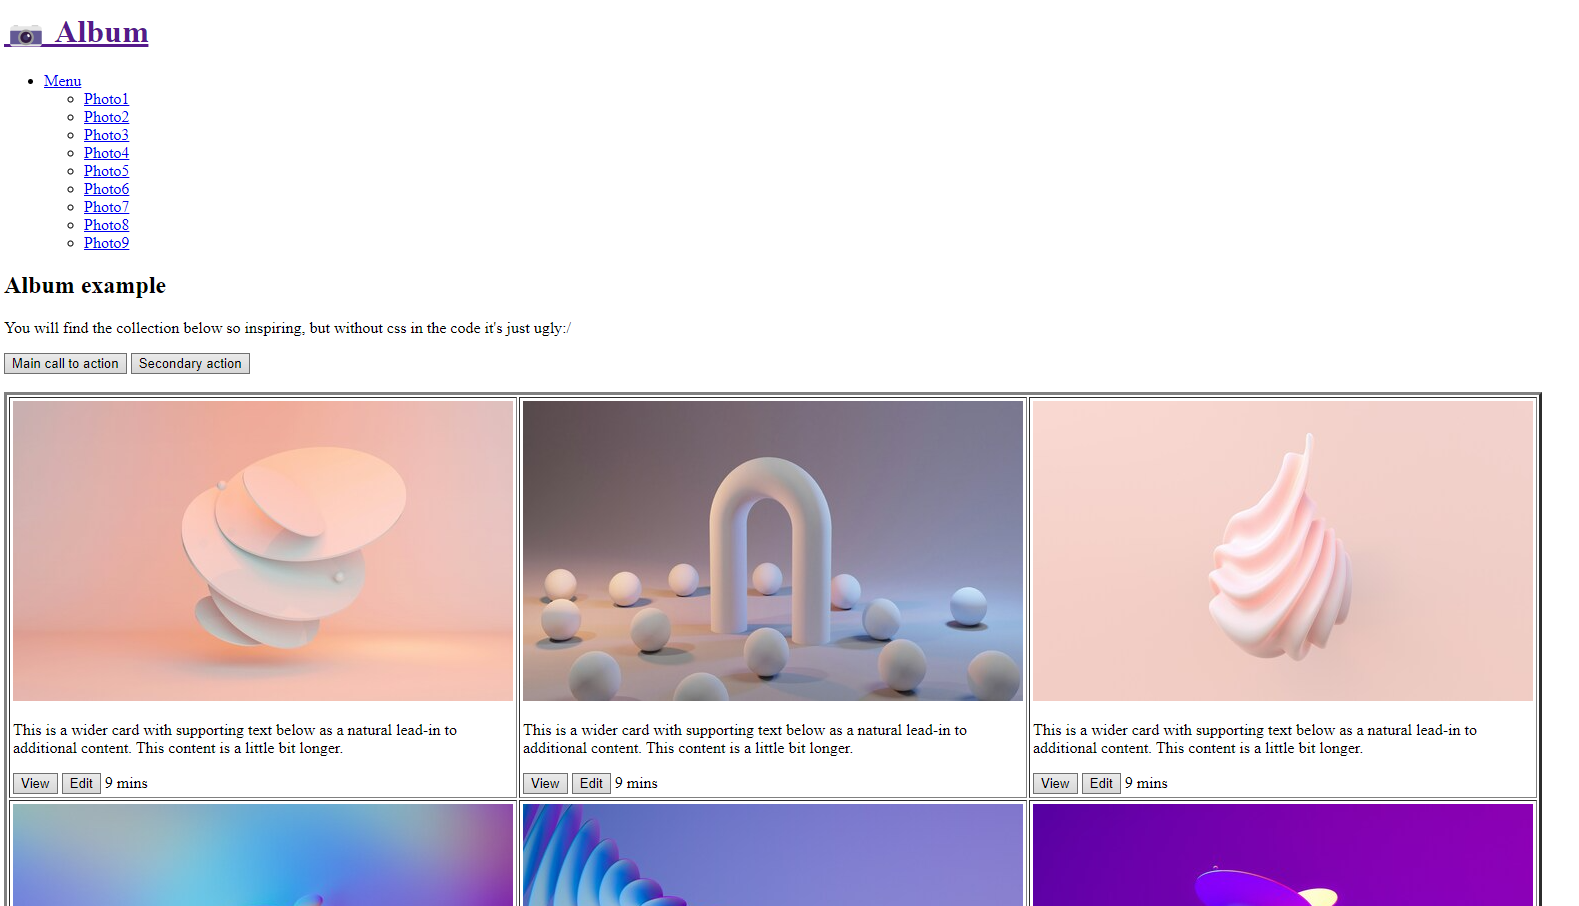 📷 Album
Menu
Photo1
Photo2
Photo3
Photo4
Photo5
Photo6
Photo7
Photo8
Photo9
Album example
You will find the collection below so inspiring, but without css in the code it's just ugly:/
Main call to action Secondary action
This is a wider card with supporting text below as a natural lead-in to
additional content. This content is a little bit longer.
View Edit 9 mins
This is a wider card with supporting text below as a natural lead-in to
additional content. This content is a little bit longer.
View Edit 9 mins
This is a wider card with supporting text below as a natural lead-in to
additional content. This content is a little bit longer.
View Edit 9 mins